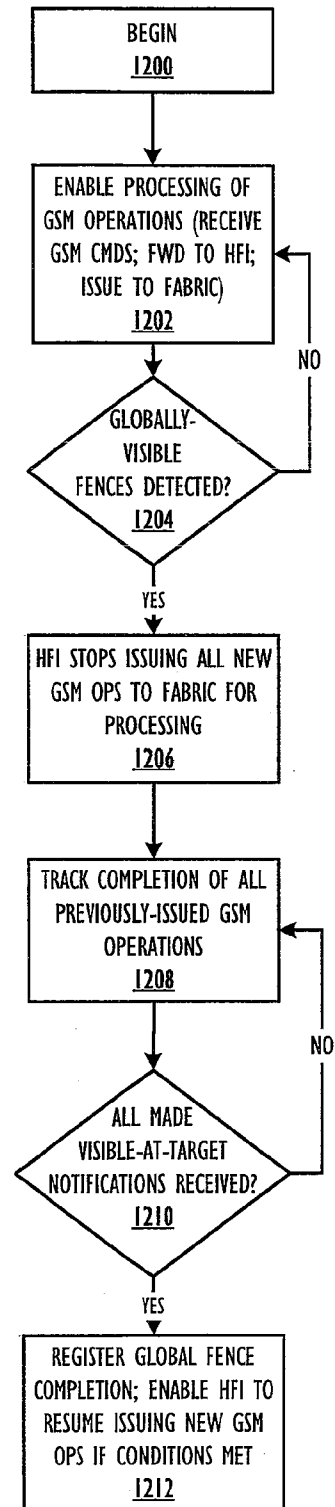 BEGIN
1200
ENABLE PROCESSING OF
GSM OPERATIONS (RECEIVE
GSM CMDS; FWD TO HFI;
ISSUE TO FABRIC)
1202
NO
GLOBALLY-
VISIBLE
FENCES DETECTED?
1204
YES
HFI STOPS ISSUING ALL NEW
GSM OPS TO FABRIC FOR
PROCESSING
1206
TRACK COMPLETION OF ALL
PREVIOUSLY-ISSUED GSM
OPERATIONS
1208
NO
ALL MADE
VISIBLE-AT-TARGET
NOTIFICATIONS RECEIVED?
1210
YES
REGISTER GLOBAL FENCE
COMPLETION; ENABLE HFI TO
RESUME ISSUING NEW GSM
OPS IF CONDITIONS MET
1212